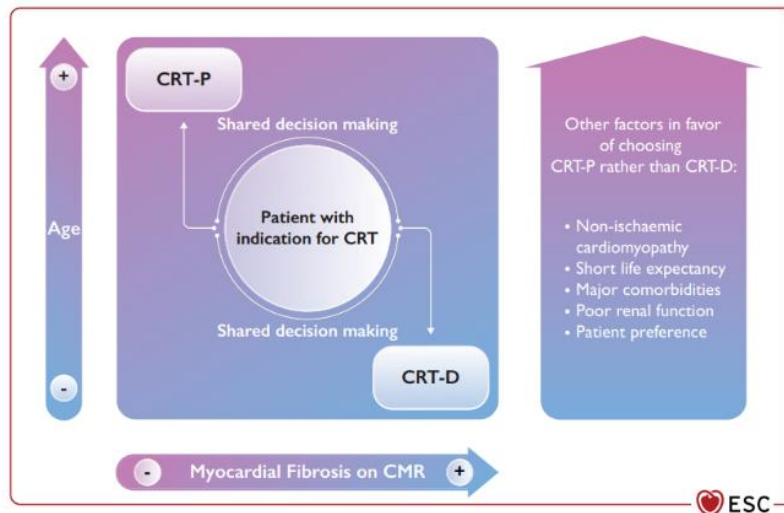 +
Age
-
CRT-P
Shared decision making
Patient with
indication for CRT
Shared decision making
CRT-D
- Myocardial Fibrosis on CMR +
Other factors in favor
of choosing
CRT-P rather than CRT-D:
• Non-ischaemic
cardiomyopathy
• Short life expectancy
• Major comorbidities
• Poor renal function
• Patient preference
ESC